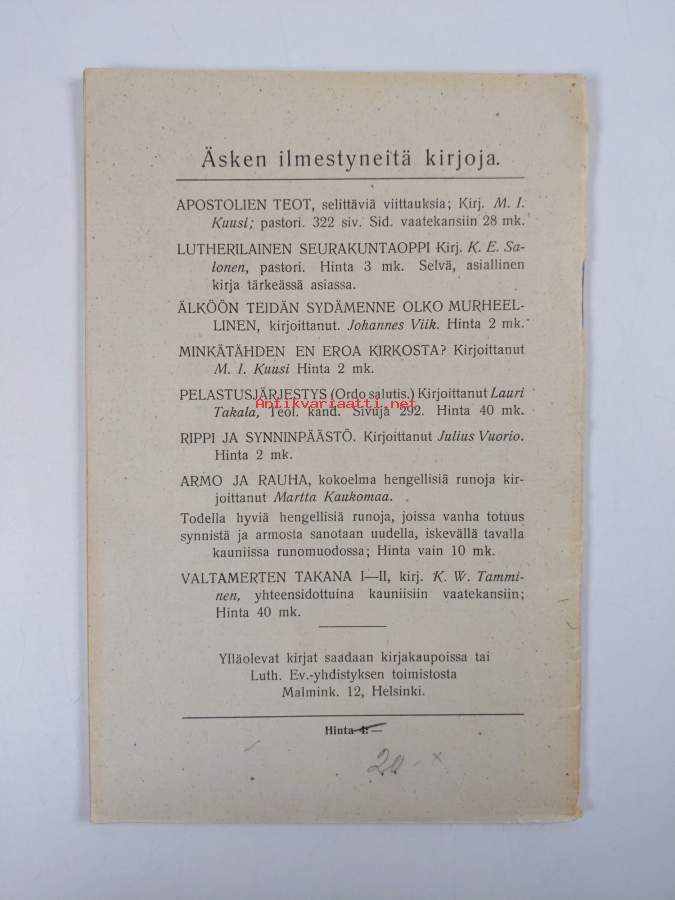 Äsken ilmestyneitä kirjoja.
APOSTOLIEN TEOT, selittäviä viittauksia; Kirj. M. I.
Kuusi; pastori. 322 siv. Sid. vaatekansiin 28 mk.
LUTHERILAINEN SEURAKUNTAOPPI Kirj. K. E. Sa-
lonen, pastori. Hinta 3 mk. Selvä, asiallinen
kirja tärkeässä asiassa.
ÄLKÖÖN TEIDÄN SYDÄMENNE OLKO MURHEEL-
LINEN, kirjoittanut. Johannes Viik. Hinta 2 mk.
MINKÄTÄHDEN EN EROA KIRKOSTA? Kirjoittanut
M. I. Kuusi Hinta 2 mk.
PELASTUSJÄRJESTYS (Ordo salutis.) Kirjoittanut Lauri
Takala, Teol. kand. Sivuja 292. Hinta 40 mk.
Antikvariaatti.net
RIPPI JA SYNNINPÄÄSTÖ. Kirjoittanut Julius Vuorio.
Hinta 2 mk.
ARMO JA RAUHA, kokoelma hengellisiä runoja kir-
joittanut Martta Kaukomaa.
Todella hyviä hengellisiä runoja, joissa vanha totuus
synnistä ja armosta sanotaan uudella, iskevällä tavalla
kauniissa runomuodossa; Hinta vain 10 mk.
VALTAMERTEN TAKANA I—II, kirj. K. W. Tammi-
nen, yhteensidottuina kauniisiin vaatekansiin;
Hinta 40 mk.
Ylläolevat kirjat saadaan kirjakaupoissa tai
Luth. Ev.-yhdistyksen toimistosta
Malmink. 12, Helsinki.
Hinta 4: —